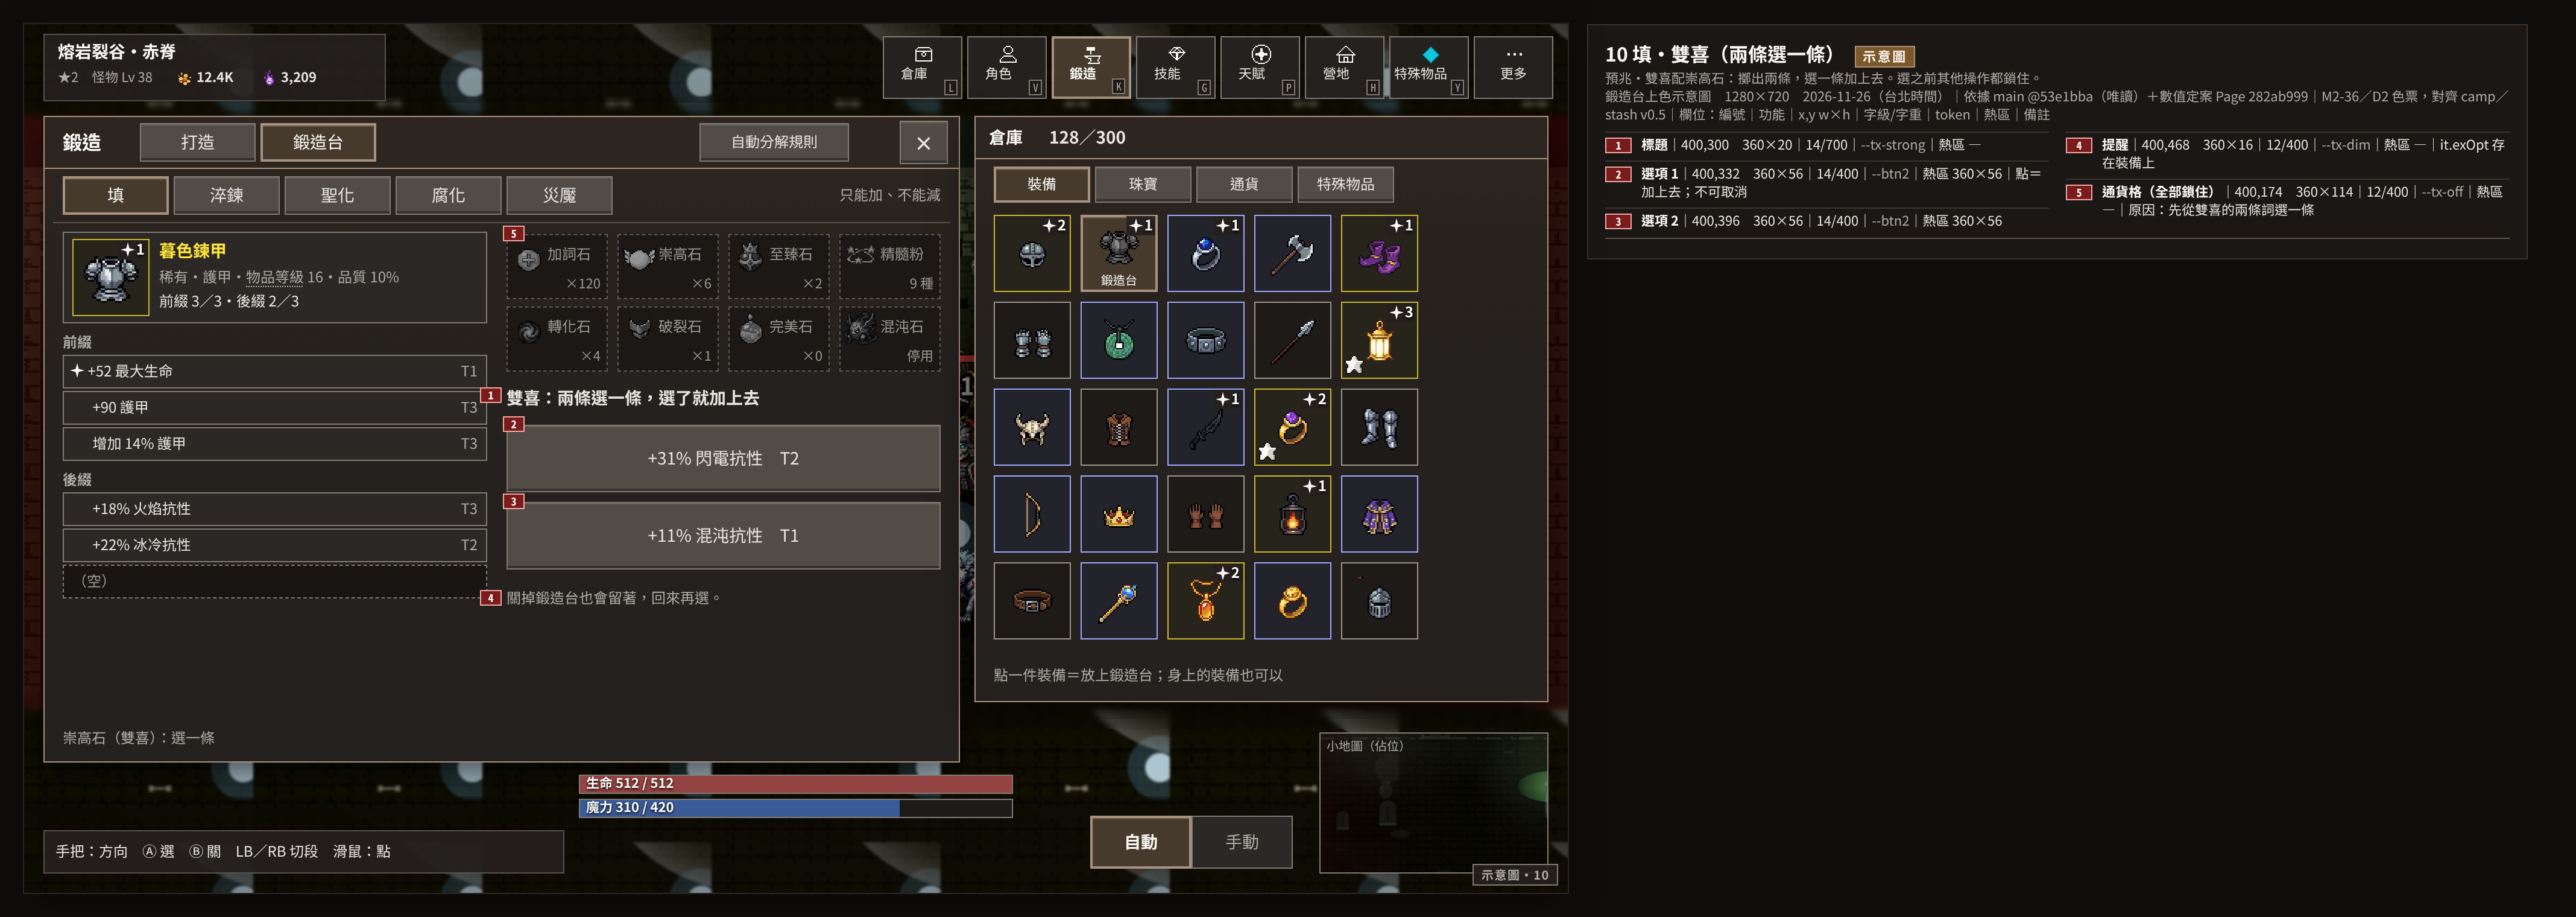 熔岩裂谷・赤脊
★2 怪物 Lv 38 12.4K 3,209
倉庫 L
角色 V
鍛造 K
技能 G
天賦 P
營地 H
特殊物品 Y
更多
鍛造 打造 鍛造台 自動分解規則 ×
填 淬鍊 聖化 腐化 災魘 只能加、不能減
✦1 暮色鍊甲
稀有・護甲・物品等級 16・品質 10%
前綴 3／3・後綴 2／3
前綴
✦ +52 最大生命 T1
+90 護甲 T3
增加 14% 護甲 T3
後綴
+18% 火焰抗性 T3
+22% 冰冷抗性 T2
（空）
崇高石（雙喜）：選一條
5
加詞石 ×120
崇高石 ×6
至臻石 ×2
精髓粉 9 種
轉化石 ×4
破裂石 ×1
完美石 ×0
混沌石 停用
1 雙喜：兩條選一條，選了就加上去
2
+31% 閃電抗性 T2
3
+11% 混沌抗性 T1
4 關掉鍛造台也會留著，回來再選。
倉庫 128／300
裝備 珠寶 通貨 特殊物品
✦2 ✦1 ✦1 ✦1
鍛造台
✦3
✦1 ✦2
✦1
✦2
點一件裝備＝放上鍛造台；身上的裝備也可以
生命 512 / 512
魔力 310 / 420
手把：方向 Ⓐ 選 Ⓑ 關 LB／RB 切段 滑鼠：點
自動 手動
小地圖（佔位）
示意圖・10
10 填・雙喜（兩條選一條） 示意圖
預兆・雙喜配崇高石：擲出兩條，選一條加上去。選之前其他操作都鎖住。
鍛造台上色示意圖 1280×720 2026-11-26（台北時間）｜依據 main @53e1bba（唯讀）＋數值定案 Page 282ab999｜M2-36／D2 色票，對齊 camp／
stash v0.5｜欄位：編號｜功能｜x,y w×h｜字級/字重｜token｜熱區｜備註
1 標題｜400,300 360×20｜14/700｜--tx-strong｜熱區 —
2 選項 1｜400,332 360×56｜14/400｜--btn2｜熱區 360×56｜點＝
加上去；不可取消
3 選項 2｜400,396 360×56｜14/400｜--btn2｜熱區 360×56
4 提醒｜400,468 360×16｜12/400｜--tx-dim｜熱區 —｜it.exOpt 存
在裝備上
5 通貨格（全部鎖住）｜400,174 360×114｜12/400｜--tx-off｜熱區
—｜原因：先從雙喜的兩條詞選一條